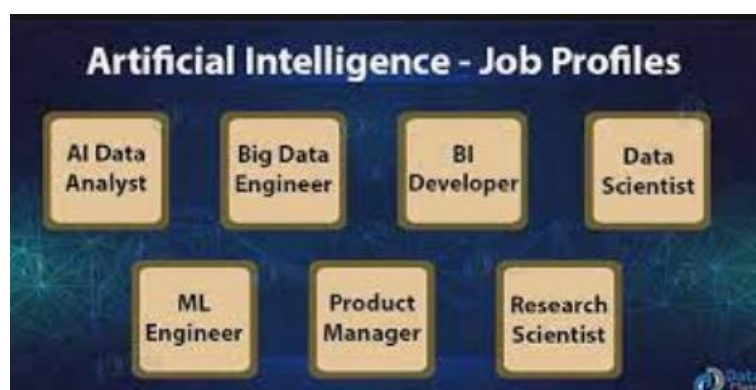 Artificial Intelligence - Job Profiles
AI Data
Analyst
Big Data
Engineer
BI
Developer
Data
Scientist
ML
Engineer
Product
Manager
Research
Scientist
Data